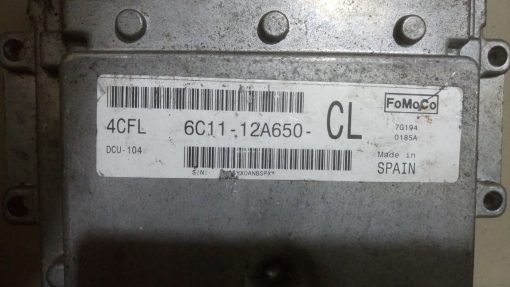 FoMoCo
4CFL 6C11-12A650- CL
7G194
0185A
DCU-104
Made in
SPAIN
S/N: